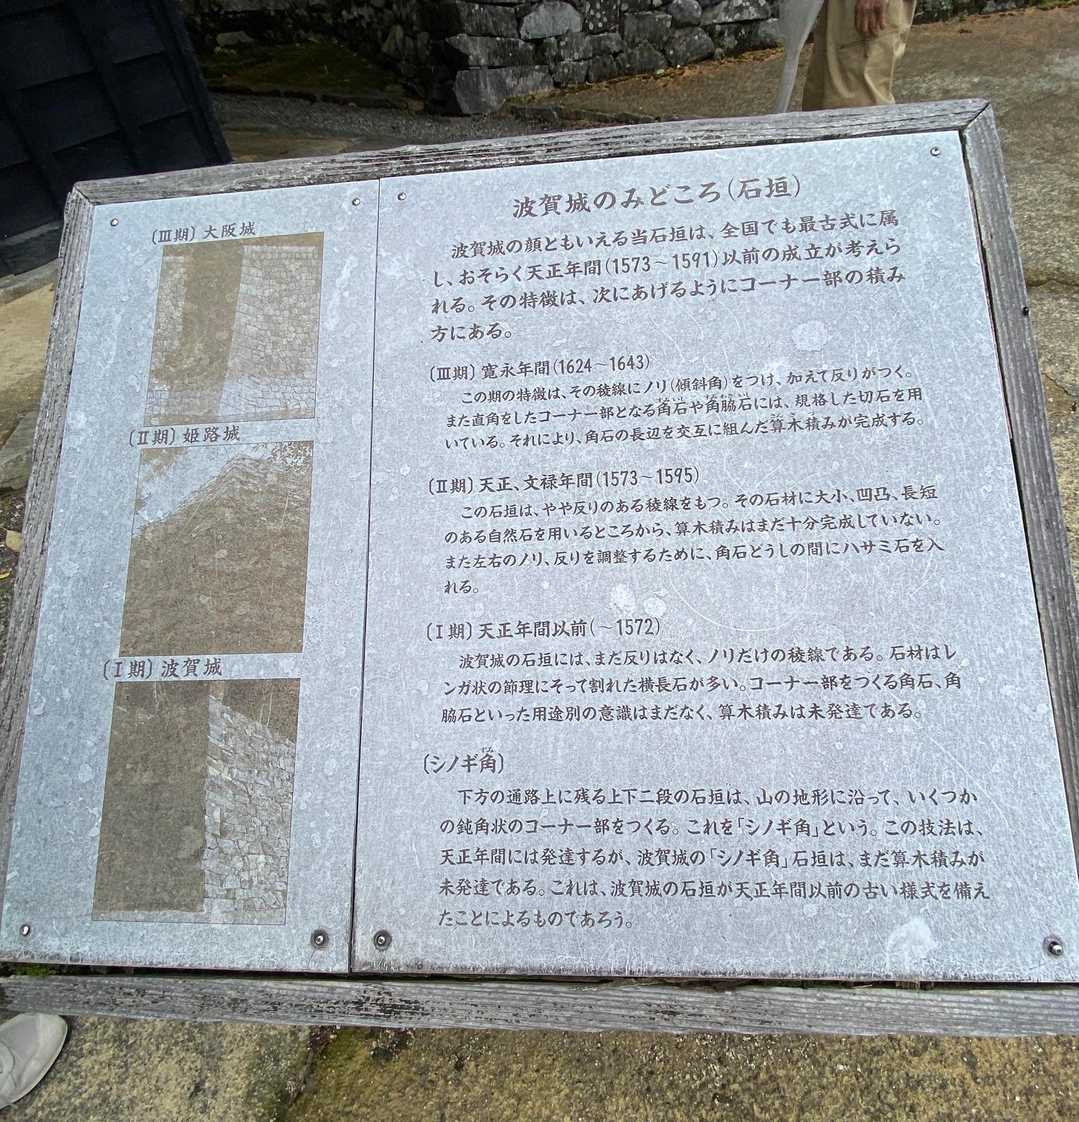 〔Ⅲ期〕大阪城
〔Ⅱ期〕姫路城
〔Ⅰ期〕波賀城
波賀城のみどころ(石垣)
波賀城の顔ともいえる当石垣は、全国でも最古式に属
し、おそらく天正年間(1573〜1591)以前の成立が考えら
れる。その特徴は、次にあげるようにコーナー部の積み
方にある。
〔Ⅲ期〕寛永年間(1624〜1643)
この期の特徴は、その稜線にノリ(傾斜角)をつけ、加えて反りがつく。
また直角をしたコーナー部となる角石や角脇石には、規格した切石を用
いている。それにより、角石の長辺を交互に組んだ算木積みが完成する。
〔Ⅱ期〕天正、文禄年間(1573〜1595)
この石垣は、やや反りのある稜線をもつ。その石材に大小、凹凸、長短
のある自然石を用いるところから、算木積みはまだ十分完成していない。
また左右のノリ、反りを調整するために、角石どうしの間にハサミ石を入
れる。
〔Ⅰ期〕天正年間以前(〜1572)
波賀城の石垣には、まだ反りはなく、ノリだけの稜線である。石材はレ
ンガ状の節理にそって割れた横長石が多い。コーナー部をつくる角石、角
脇石といった用途別の意識はまだなく、算木積みは未発達である。
〔シノギ角〕
下方の通路上に残る上下二段の石垣は、山の地形に沿って、いくつか
の鈍角状のコーナー部をつくる。これを「シノギ角」という。この技法は、
天正年間には発達するが、波賀城の「シノギ角」石垣は、まだ算木積みが
未発達である。これは、波賀城の石垣が天正年間以前の古い様式を備え
たことによるものであろう。